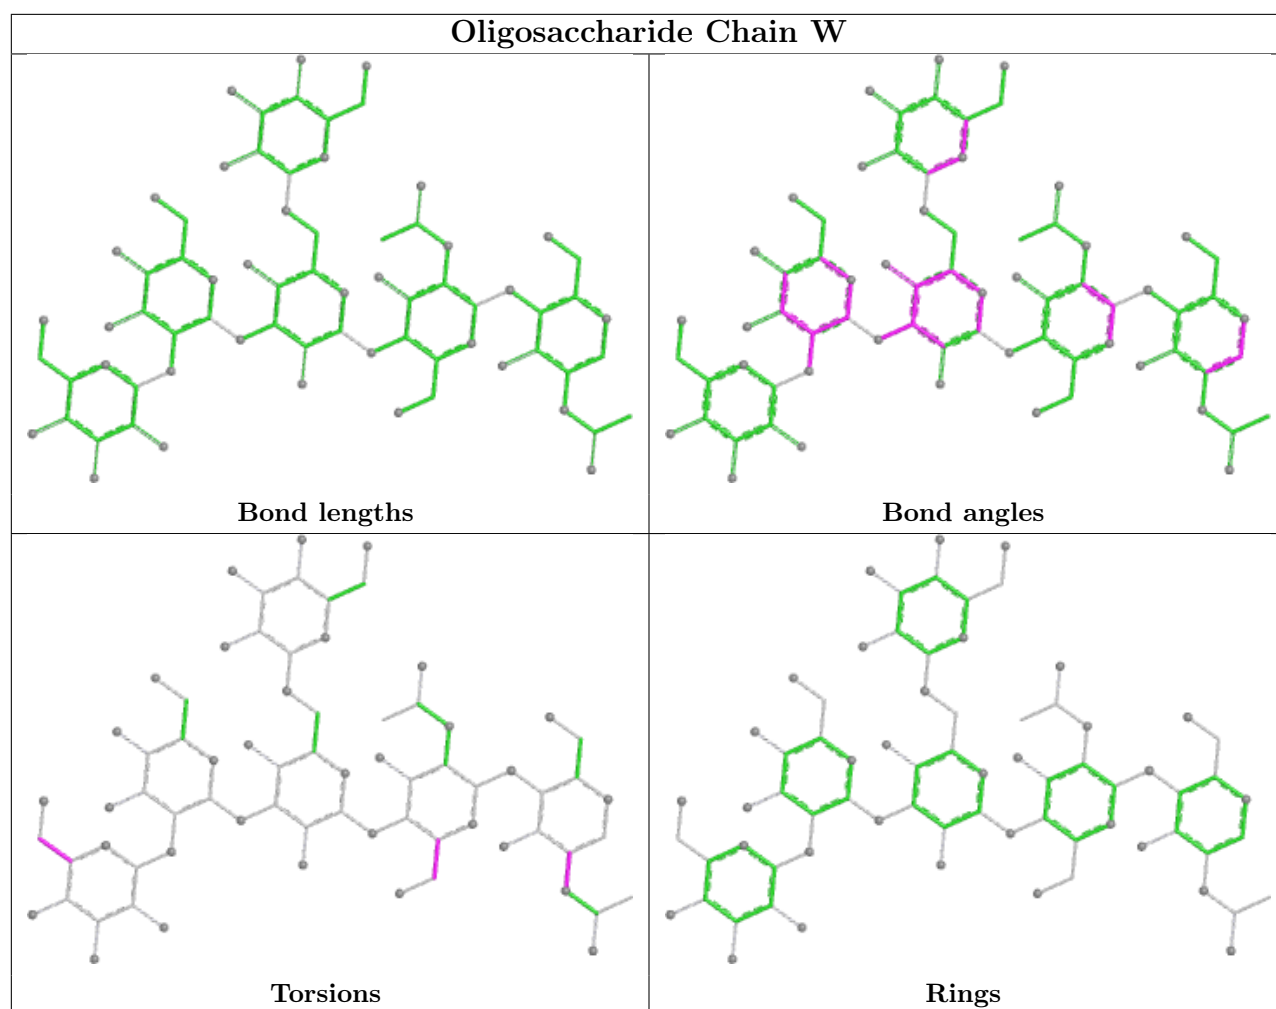 Oligosaccharide Chain W
Bond lengths
Bond angles
Torsions
Rings